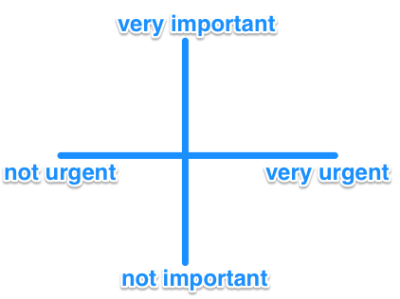 very important
not urgent
very urgent
not important